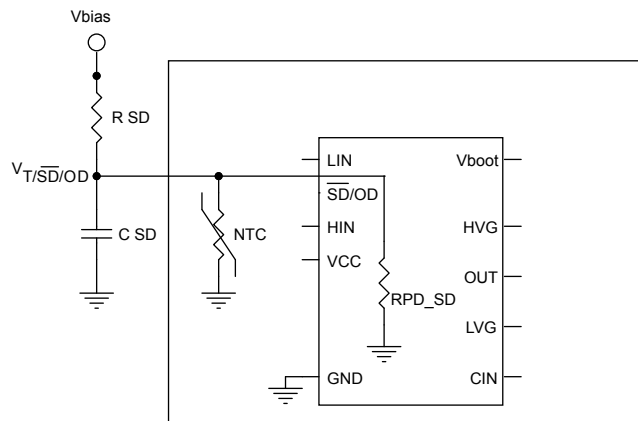 Vbias
R SD
VT/SD/OD
C SD
NTC
LIN
SD/OD
HIN
VCC
RPD_SD
GND
Vboot
HVG
OUT
LVG
CIN